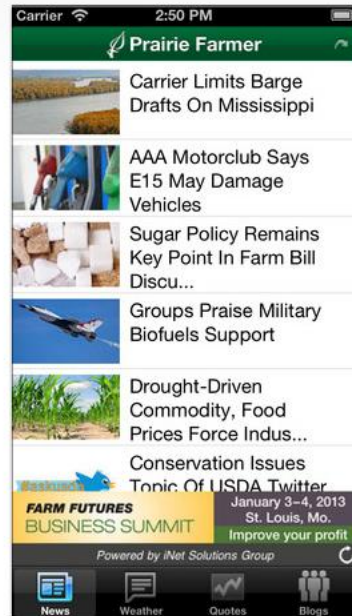 Carrier 2:50 PM
Prairie Farmer
Carrier Limits Barge
Drafts On Mississippi
AAA Motorclub Says
E15 May Damage
Vehicles
Sugar Policy Remains
Key Point In Farm Bill
Discu...
Groups Praise Military
Biofuels Support
Drought-Driven
Commodity, Food
Prices Force Indus...
Conservation Issues
Topic Of USDA Twitter
#askusda
FARM FUTURES
BUSINESS SUMMIT
January 3–4, 2013
St. Louis, Mo.
Improve your profit
Powered by iNet Solutions Group
News Weather Quotes Blogs